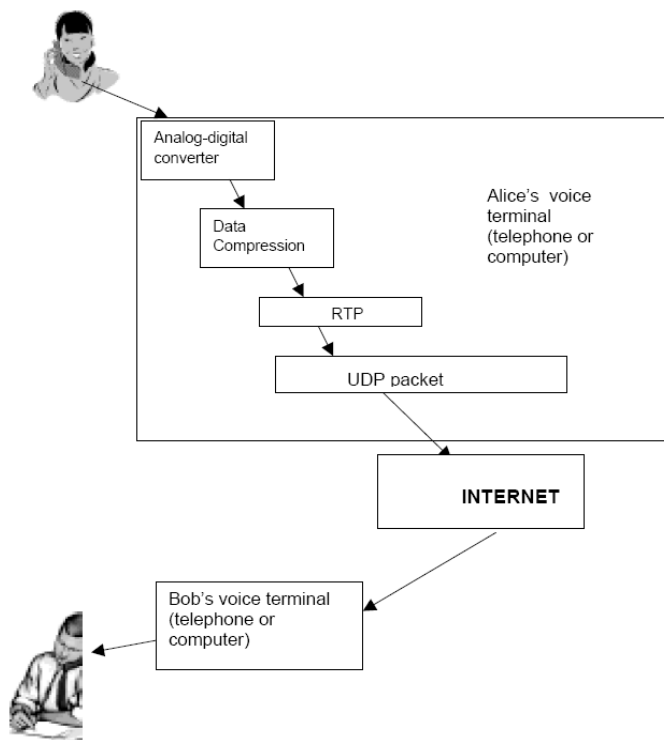 Analog-digital
converter
Alice's voice
terminal
(telephone or
computer)
Data
Compression
RTP
UDP packet
INTERNET
Bob's voice terminal
(telephone or
computer)